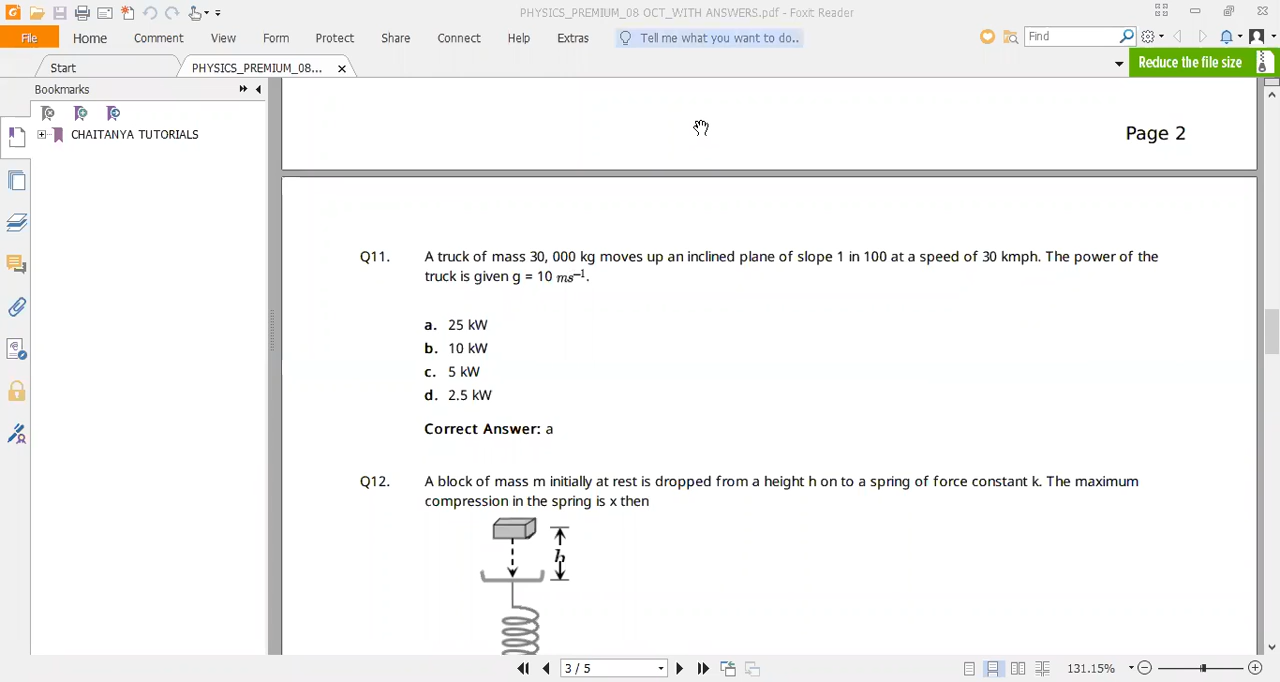 PHYSICS_PREMIUM_08 OCT_WITH ANSWERS.pdf - Foxit Reader
File Home Comment View Form Protect Share Connect Help Extras Tell me what you want to do.. Find
Start PHYSICS_PREMIUM_08... Reduce the file size
Bookmarks
CHAITANYA TUTORIALS
Page 2
Q11. A truck of mass 30, 000 kg moves up an inclined plane of slope 1 in 100 at a speed of 30 kmph. The power of the
truck is given g = 10 ms⁻¹.
a. 25 kW
b. 10 kW
c. 5 kW
d. 2.5 kW
Correct Answer: a
Q12. A block of mass m initially at rest is dropped from a height h on to a spring of force constant k. The maximum
compression in the spring is x then
h
3 / 5 131.15%